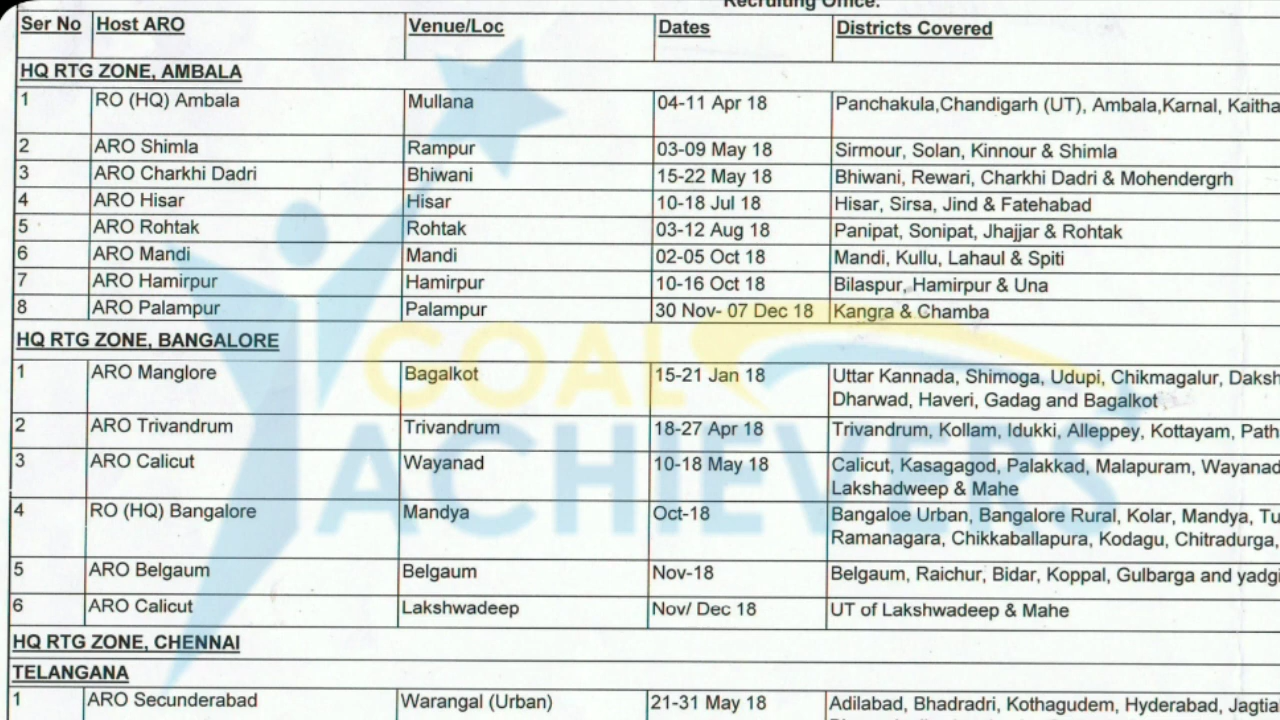 Recruiting Office.
Ser No Host ARO Venue/Loc Dates Districts Covered
HQ RTG ZONE, AMBALA
1 RO (HQ) Ambala Mullana 04-11 Apr 18 Panchakula,Chandigarh (UT), Ambala,Karnal, Kaitha
2 ARO Shimla Rampur 03-09 May 18 Sirmour, Solan, Kinnour & Shimla
3 ARO Charkhi Dadri Bhiwani 15-22 May 18 Bhiwani, Rewari, Charkhi Dadri & Mohendergrh
4 ARO Hisar Hisar 10-18 Jul 18 Hisar, Sirsa, Jind & Fatehabad
5 ARO Rohtak Rohtak 03-12 Aug 18 Panipat, Sonipat, Jhajjar & Rohtak
6 ARO Mandi Mandi 02-05 Oct 18 Mandi, Kullu, Lahaul & Spiti
7 ARO Hamirpur Hamirpur 10-16 Oct 18 Bilaspur, Hamirpur & Una
8 ARO Palampur Palampur 30 Nov- 07 Dec 18 Kangra & Chamba
HQ RTG ZONE, BANGALORE
1 ARO Manglore Bagalkot 15-21 Jan 18 Uttar Kannada, Shimoga, Udupi, Chikmagalur, Daksh
Dharwad, Haveri, Gadag and Bagalkot
2 ARO Trivandrum Trivandrum 18-27 Apr 18 Trivandrum, Kollam, Idukki, Alleppey, Kottayam, Path
3 ARO Calicut Wayanad 10-18 May 18 Calicut, Kasagagod, Palakkad, Malapuram, Wayanad
Lakshadweep & Mahe
4 RO (HQ) Bangalore Mandya Oct-18 Bangaloe Urban, Bangalore Rural, Kolar, Mandya, Tu
Ramanagara, Chikkaballapura, Kodagu, Chitradurga,
5 ARO Belgaum Belgaum Nov-18 Belgaum, Raichur, Bidar, Koppal, Gulbarga and yadgi
6 ARO Calicut Lakshwadeep Nov/ Dec 18 UT of Lakshwadeep & Mahe
HQ RTG ZONE, CHENNAI
TELANGANA
1 ARO Secunderabad Warangal (Urban) 21-31 May 18 Adilabad, Bhadradri, Kothagudem, Hyderabad, Jagtia
GOAL
ACHIEVERS